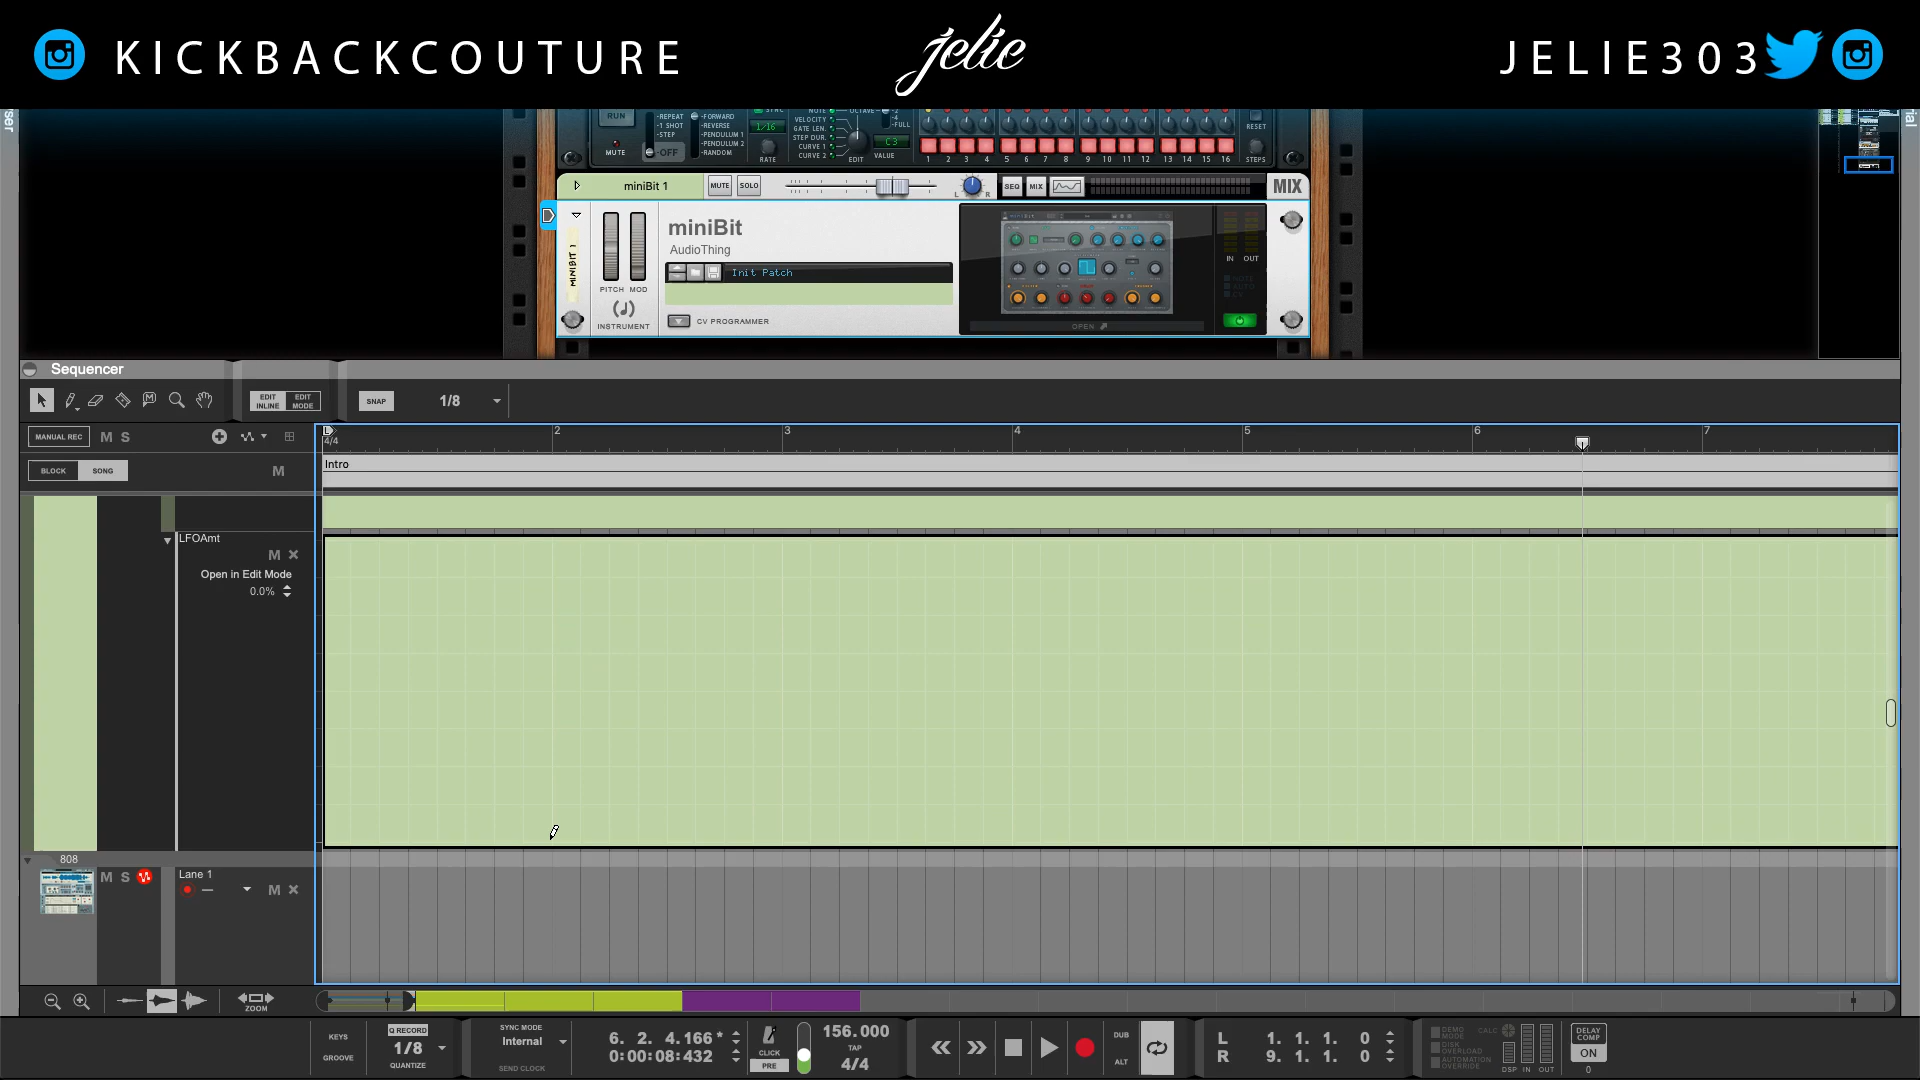 KICKBACKCOUTURE
jelie
JELIE303
RUN
MUTE
-REPEAT
-1 SHOT
-STEP
-OFF
-FORWARD
-REVERSE
-PENDULUM 1
-PENDULUM 2
-RANDOM
SYNC
1/16
RATE
NOTE
VELOCITY
GATE LEN.
STEP DUR.
CURVE 1
CURVE 2
OCTAVE
EDIT
-2
-4
-FULL
C3
VALUE
1 2 3 4 5 6 7 8 9 10 11 12 13 14 15 16
RESET
STEPS
miniBit 1
MUTE
SOLO
L R
SEQ
MIX
MIX
MINIBIT 1
PITCH MOD
INSTRUMENT
miniBit
AudioThing
Init Patch
CV PROGRAMMER
miniBit
OPEN
IN OUT
NOTE
AUTO
CV
Sequencer
EDIT INLINE
EDIT MODE
SNAP
1/8
MANUAL REC
M S
L
4/4
2 3 4 5 6 7
BLOCK
SONG
M
Intro
LFOAmt
M
Open in Edit Mode
0.0%
808
M S
Lane 1
M
ZOOM
KEYS
GROOVE
Q RECORD
1/8
QUANTIZE
SYNC MODE
Internal
SEND CLOCK
6. 2. 4.166 *
0:00:08:432
CLICK
PRE
156.000
TAP
4/4
DUB
ALT
L 1. 1. 1. 0
R 9. 1. 1. 0
DEMO MODE
DISK OVERLOAD
AUTOMATION OVERRIDE
CALC
DSP IN OUT
DELAY COMP
ON
0